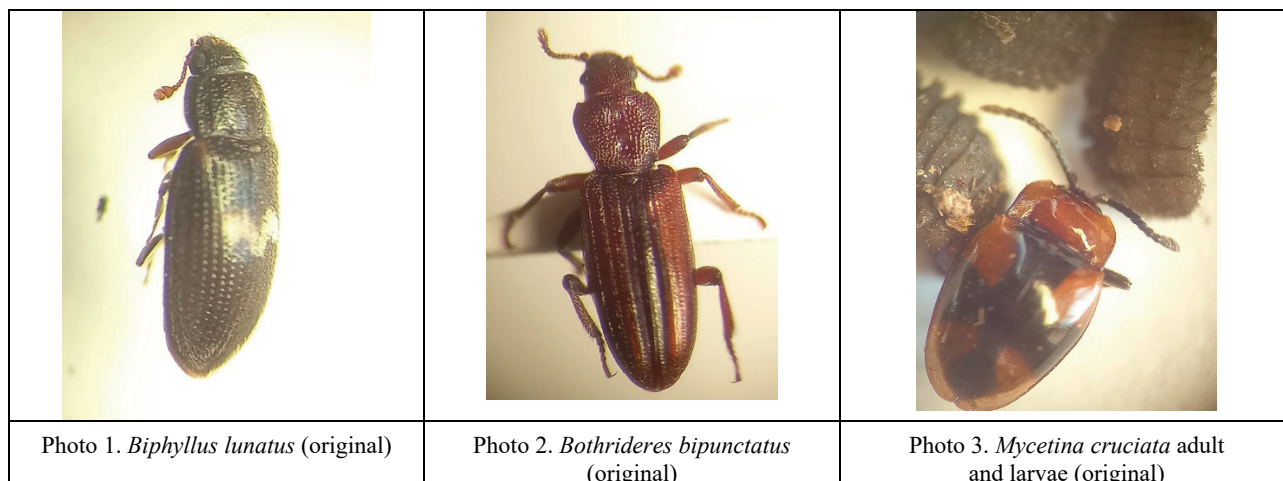 Photo 1. Biphyllus lunatus (original)
Photo 2. Bothrideres bipunctatus
(original)
Photo 3. Mycetina cruciata adult
and larvae (original)